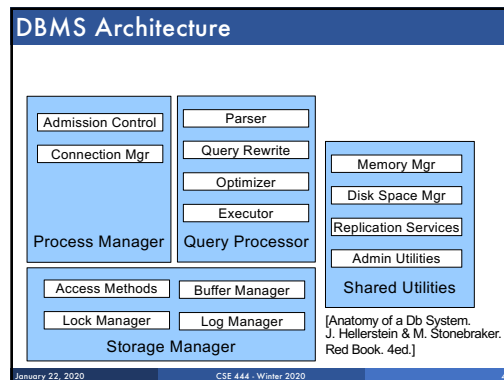 DBMS Architecture
Admission Control
Connection Mgr
Process Manager
Parser
Query Rewrite
Optimizer
Executor
Query Processor
Memory Mgr
Disk Space Mgr
Replication Services
Admin Utilities
Shared Utilities
Access Methods
Buffer Manager
Lock Manager
Log Manager
Storage Manager
[Anatomy of a Db System.
J. Hellerstein & M. Stonebraker.
Red Book. 4ed.]
January 22, 2020
CSE 444 - Winter 2020